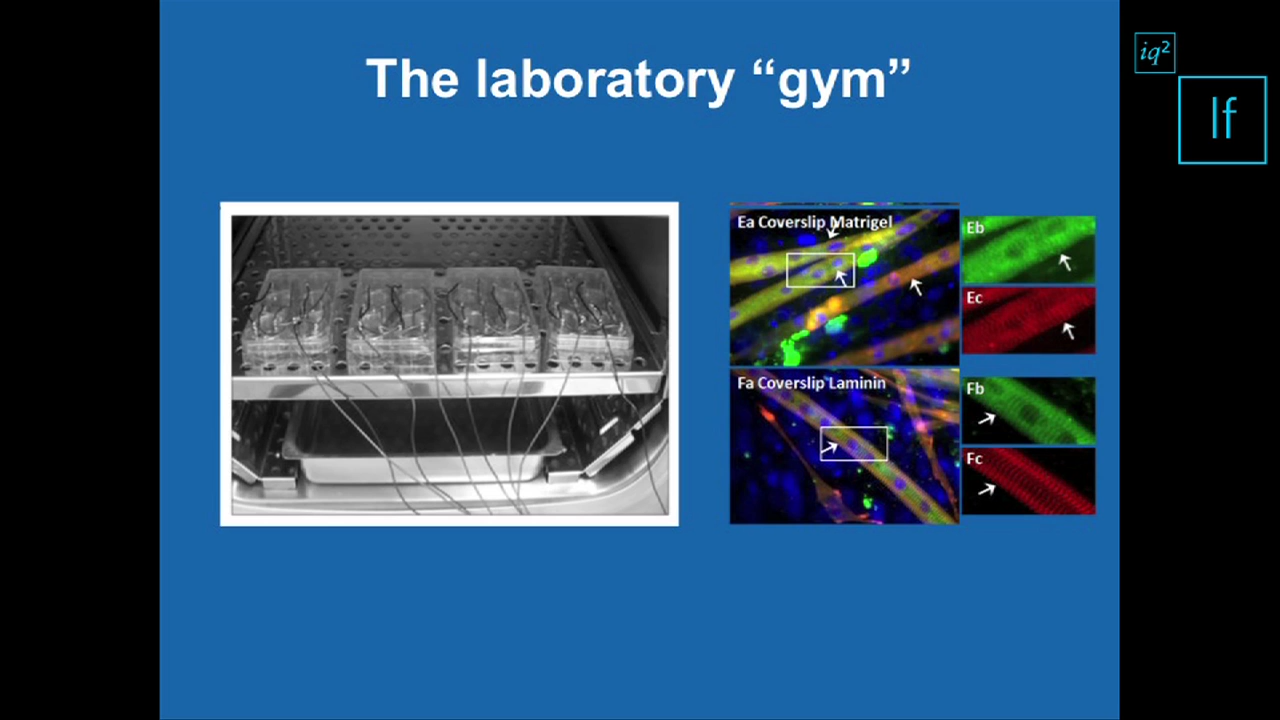 The laboratory “gym”
iq²
If
Ea Coverslip Matrigel
Eb
Ec
Fa Coverslip Laminin
Fb
Fc